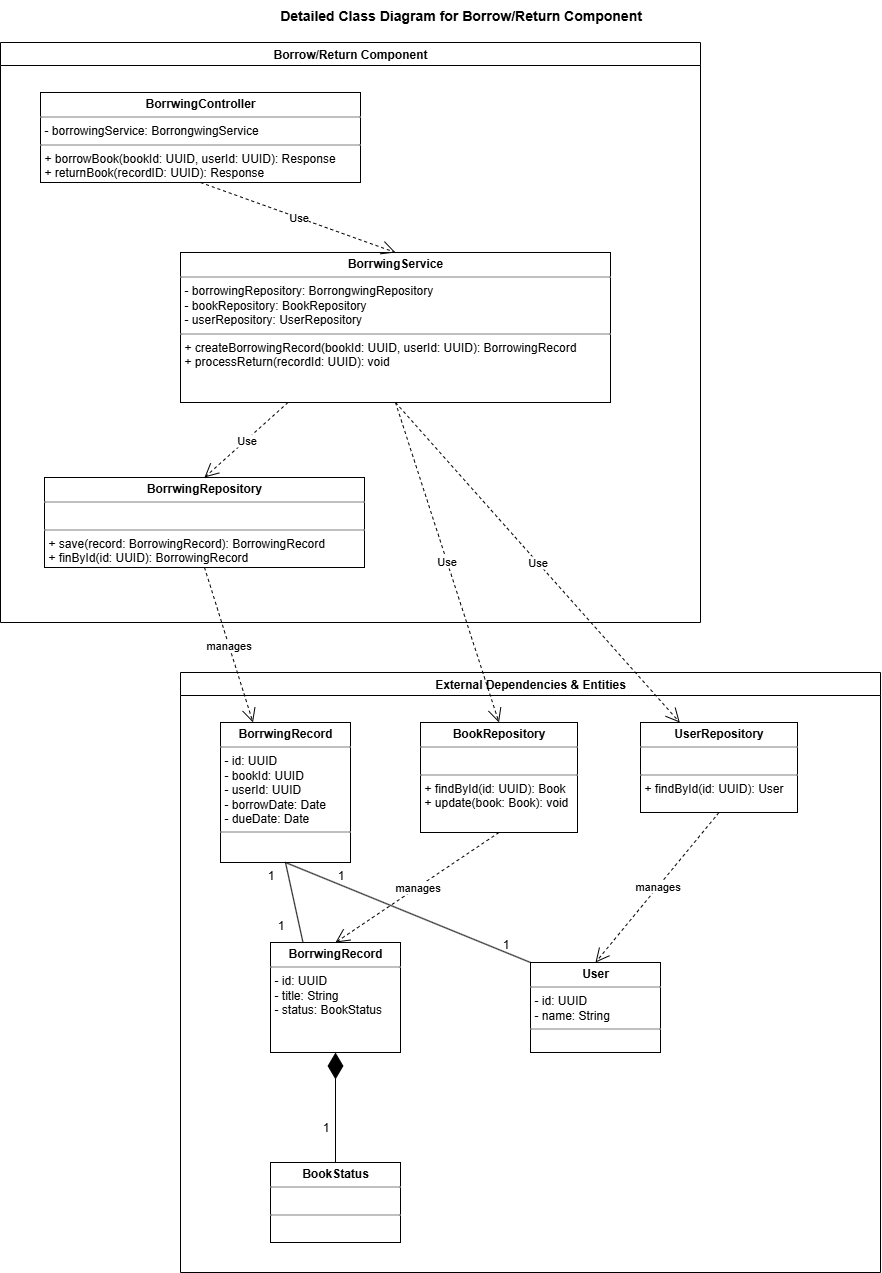 Detailed Class Diagram for Borrow/Return Component
Borrow/Return Component
BorrwingController
- borrowingService: BorrongwingService
+ borrowBook(bookId: UUID, userId: UUID): Response
+ returnBook(recordID: UUID): Response
Use
BorrwingService
- borrowingRepository: BorrongwingRepository
- bookRepository: BookRepository
- userRepository: UserRepository
+ createBorrowingRecord(bookId: UUID, userId: UUID): BorrowingRecord
+ processReturn(recordId: UUID): void
Use
BorrwingRepository
+ save(record: BorrowingRecord): BorrowingRecord
+ finById(id: UUID): BorrowingRecord
Use
Use
manages
External Dependencies & Entities
BorrwingRecord
- id: UUID
- bookId: UUID
- userId: UUID
- borrowDate: Date
- dueDate: Date
BookRepository
+ findById(id: UUID): Book
+ update(book: Book): void
UserRepository
+ findById(id: UUID): User
1
1
manages
manages
1
1
BorrwingRecord
- id: UUID
- title: String
- status: BookStatus
User
- id: UUID
- name: String
1
BookStatus